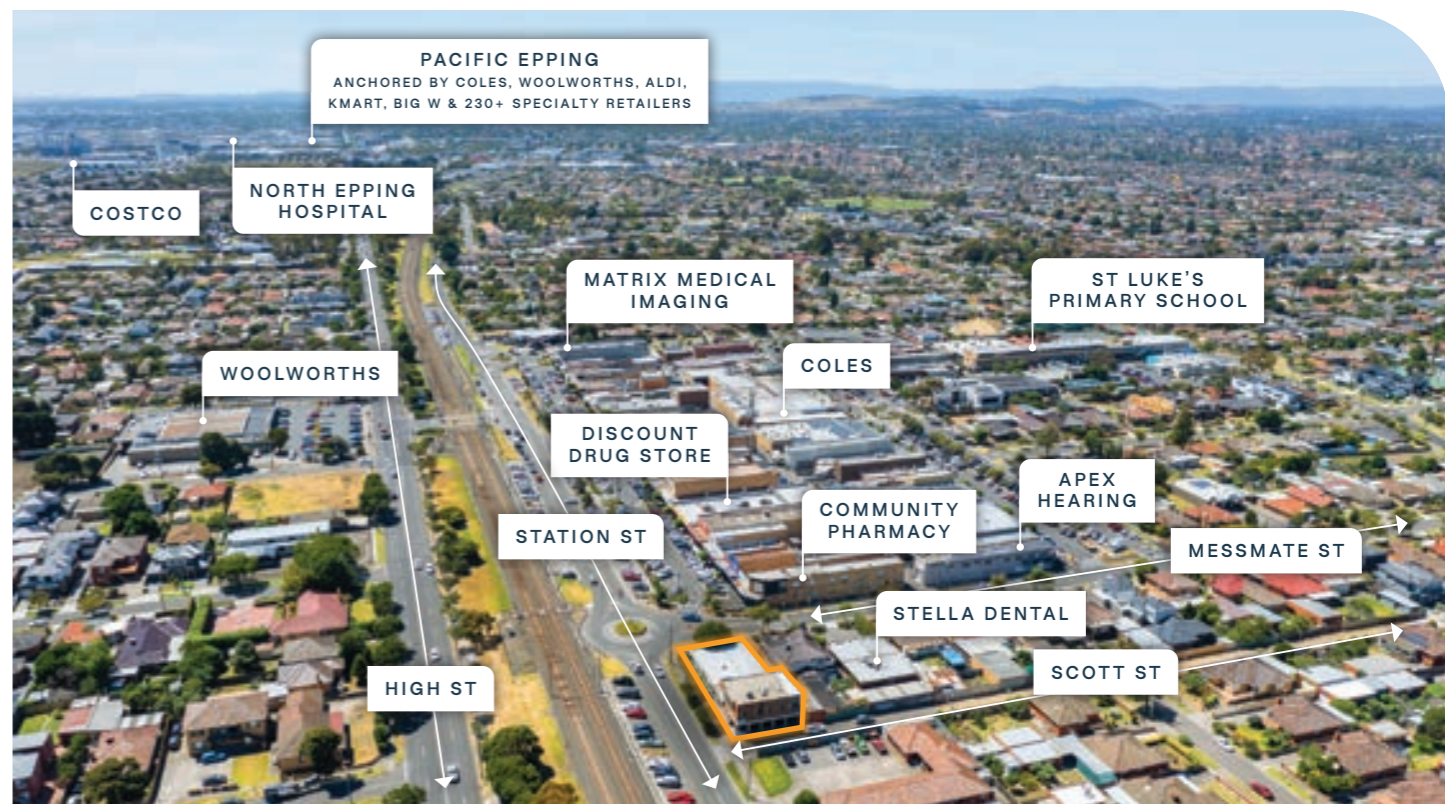 PACIFIC EPPING
ANCHORED BY COLES, WOOLWORTHS, ALDI,
KMART, BIG W & 230+ SPECIALTY RETAILERS
COSTCO
NORTH EPPING
HOSPITAL
MATRIX MEDICAL
IMAGING
ST LUKE'S
PRIMARY SCHOOL
WOOLWORTHS
COLES
DISCOUNT
DRUG STORE
APEX
HEARING
COMMUNITY
PHARMACY
STATION ST
MESSMATE ST
STELLA DENTAL
SCOTT ST
HIGH ST